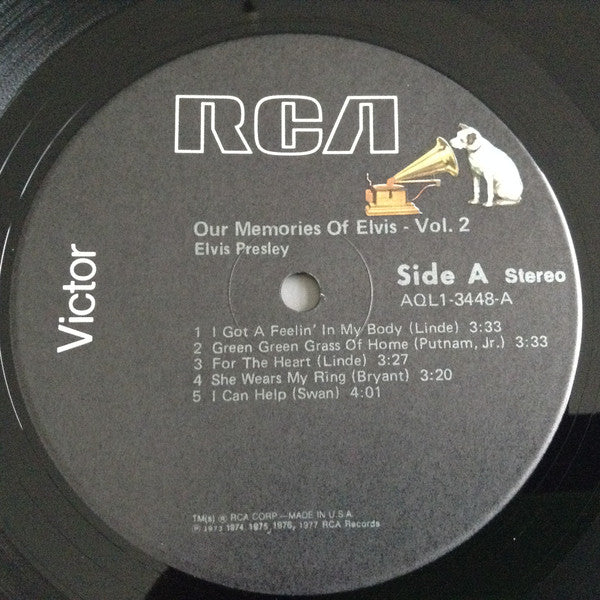 RCA
Victor
Our Memories Of Elvis - Vol. 2
Elvis Presley
Side A Stereo
AQL1-3448-A
1 I Got A Feelin' In My Body (Linde) 3:33
2 Green Green Grass Of Home (Putnam, Jr.) 3:33
3 For The Heart (Linde) 3:27
4 She Wears My Ring (Bryant) 3:20
5 I Can Help (Swan) 4:01
TM(s) ® RCA CORP.—MADE IN U.S.A.
℗ 1973 1974, 1975, 1976, 1977 RCA Records